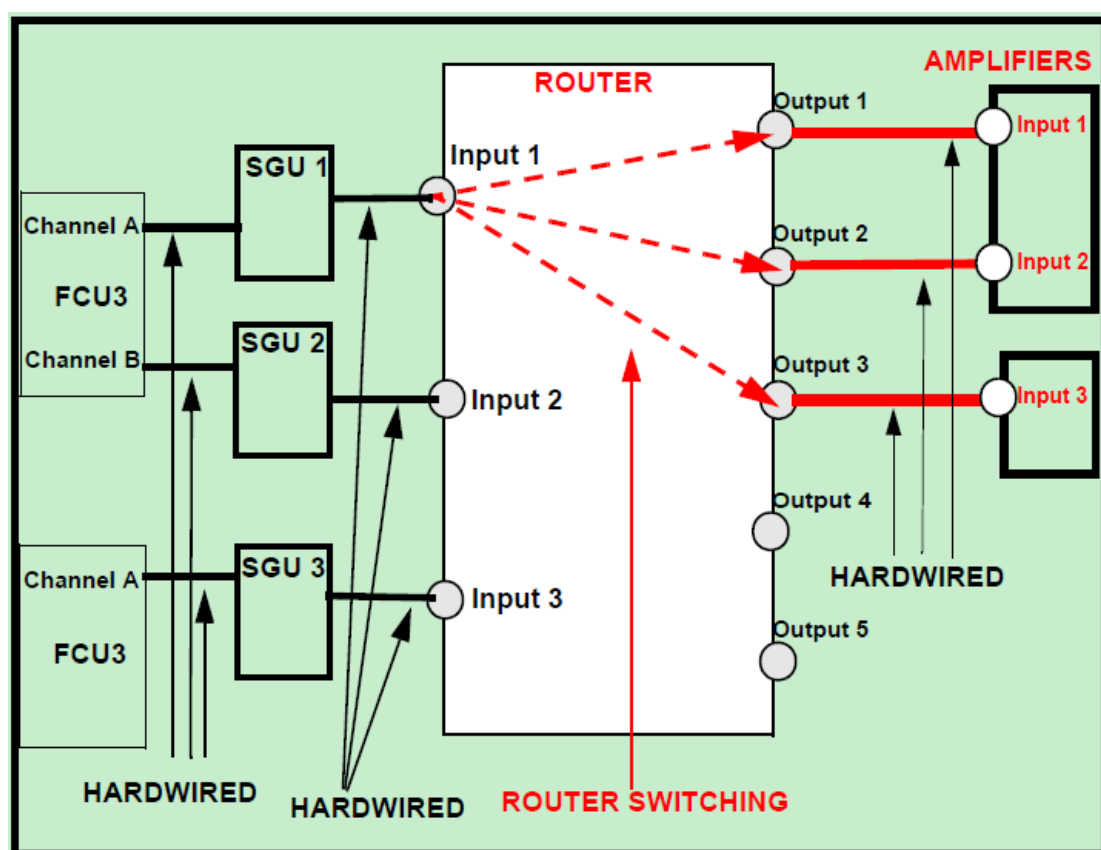 ROUTER
AMPLIFIERS
Output 1
Input 1
Input 1
SGU 1
Channel A
Output 2
Input 2
FCU3
SGU 2
Channel B
Output 3
Input 2
Input 3
Output 4
SGU 3
Channel A
HARDWIRED
Input 3
Output 5
FCU3
HARDWIRED
HARDWIRED
ROUTER SWITCHING